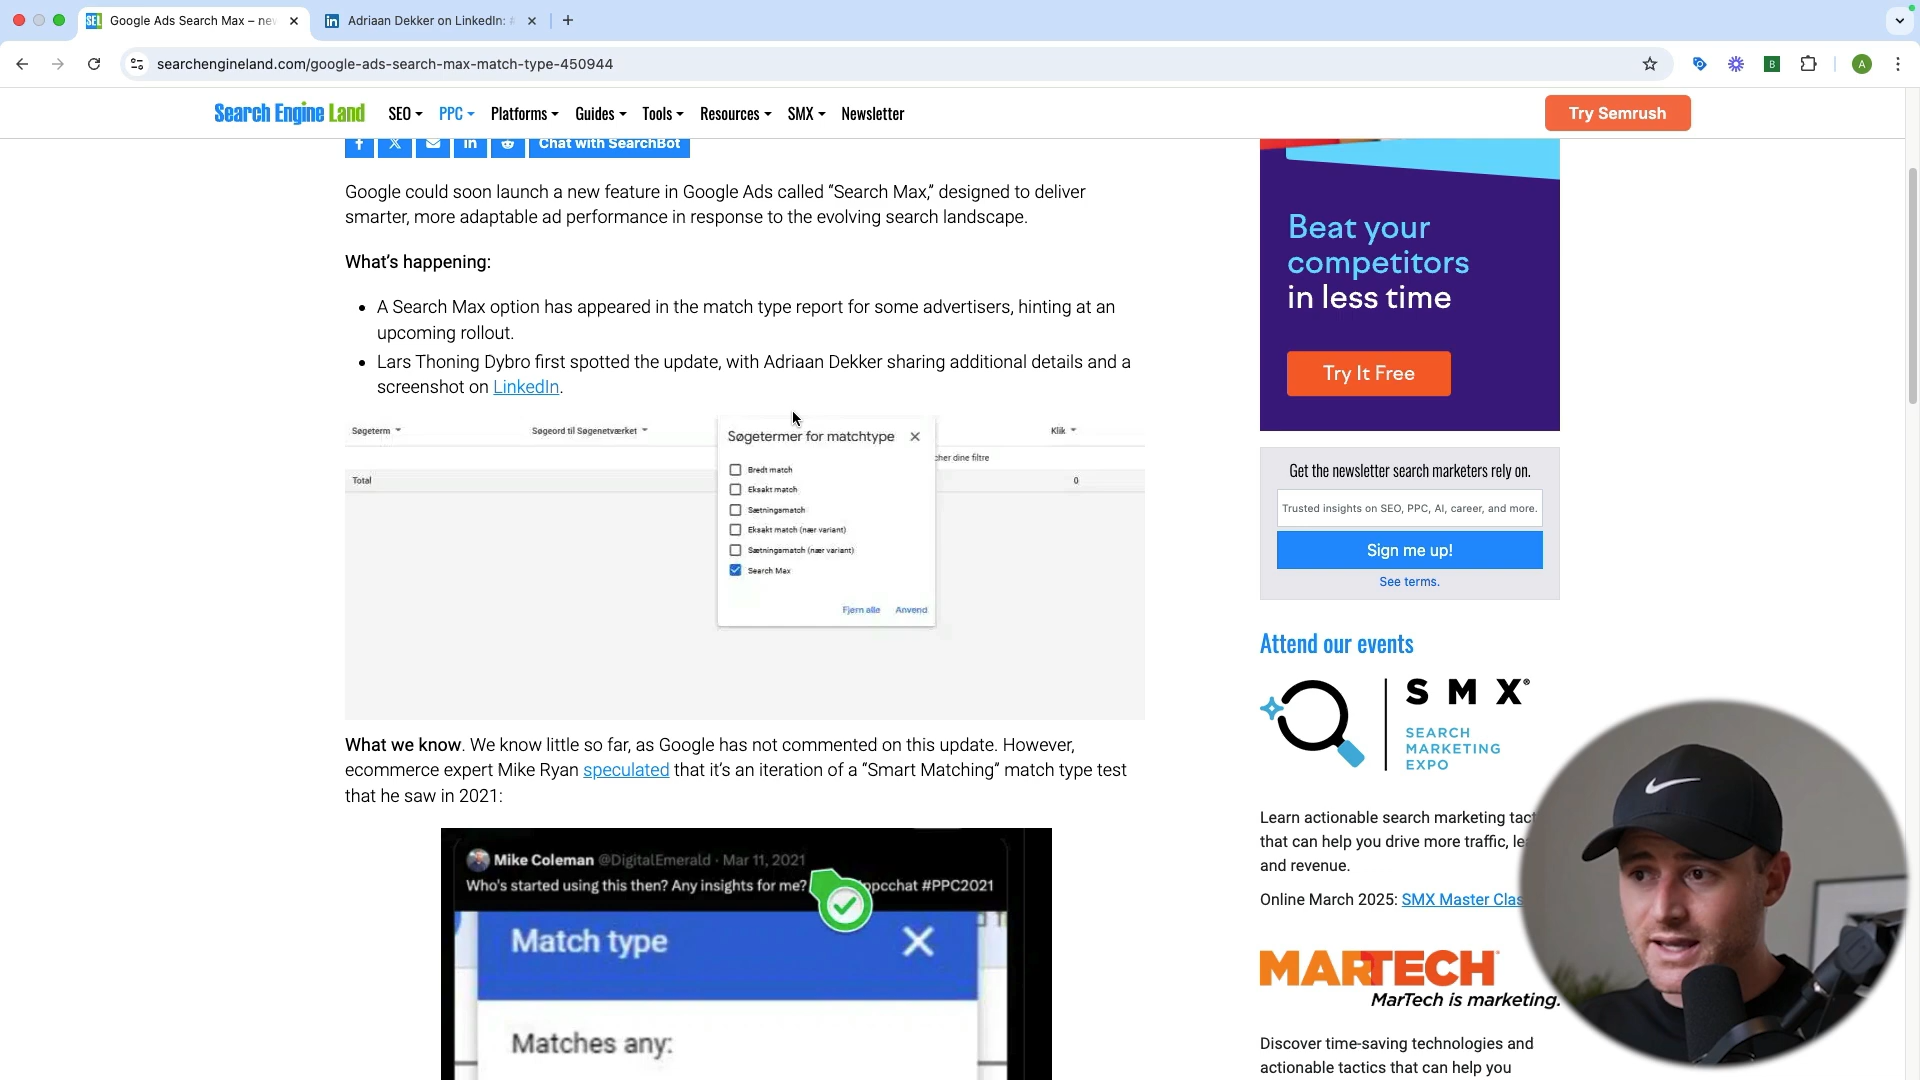 SEL Google Ads Search Max – nev
in Adriaan Dekker on LinkedIn: #
searchengineland.com/google-ads-search-max-match-type-450944
B
A
Search Engine Land
SEO
PPC
Platforms
Guides
Tools
Resources
SMX
Newsletter
Try Semrush
f X in Chat with SearchBot
Google could soon launch a new feature in Google Ads called “Search Max,” designed to deliver
smarter, more adaptable ad performance in response to the evolving search landscape.
What’s happening:
• A Search Max option has appeared in the match type report for some advertisers, hinting at an
upcoming rollout.
• Lars Thoning Dybro first spotted the update, with Adriaan Dekker sharing additional details and a
screenshot on LinkedIn.
Søgeterm
Søgeord til Søgenetværket
Klik
cher dine filtre
Total
0
Søgetermer for matchtype
Bredt match
Eksakt match
Sætningsmatch
Eksakt match (nær variant)
Sætningsmatch (nær variant)
Search Max
Fjern alle Anvend
What we know. We know little so far, as Google has not commented on this update. However,
ecommerce expert Mike Ryan speculated that it’s an iteration of a “Smart Matching” match type test
that he saw in 2021:
Mike Coleman @DigitalEmerald · Mar 11, 2021
Who's started using this then? Any insights for me? ppcchat #PPC2021
Match type
Matches any:
Beat your
competitors
in less time
Try It Free
Get the newsletter search marketers rely on.
Trusted insights on SEO, PPC, AI, career, and more.
Sign me up!
See terms.
Attend our events
SMX®
SEARCH
MARKETING
EXPO
Learn actionable search marketing tact
that can help you drive more traffic, le
and revenue.
Online March 2025: SMX Master Clas
MARTECH
MarTech is marketing.
Discover time-saving technologies and
actionable tactics that can help you